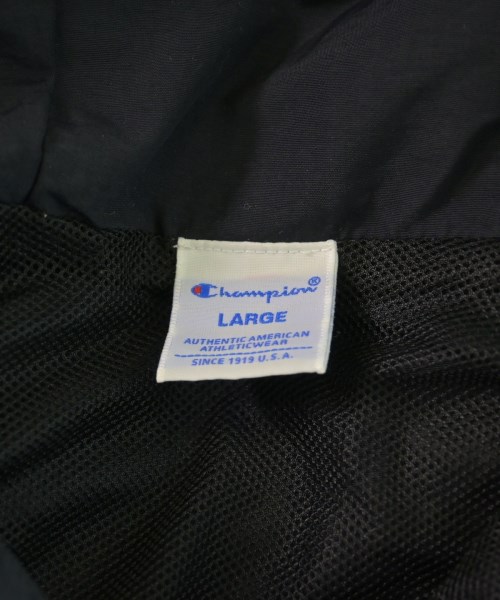 Champion®
LARGE
AUTHENTIC AMERICAN
ATHLETICWEAR
SINCE 1919 U.S.A.